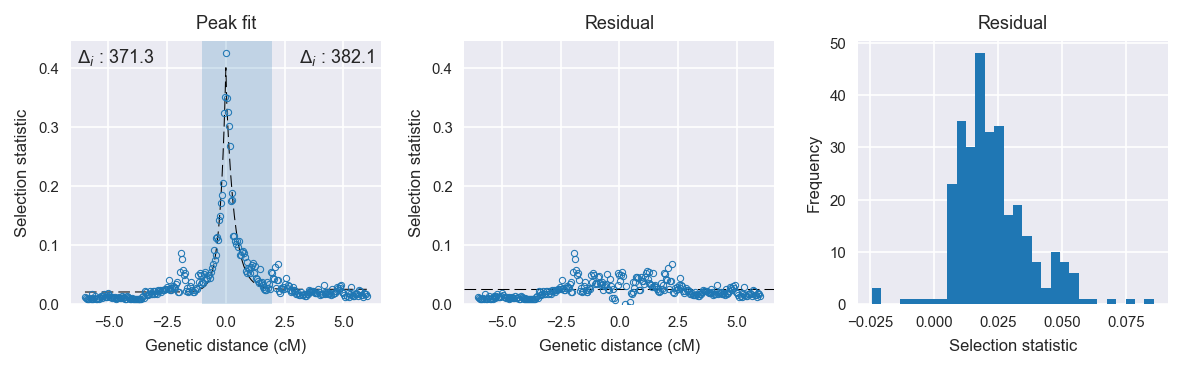 Peak fit
Δi : 371.3
Δi : 382.1
Selection statistic
0.4
0.3
0.2
0.1
0.0
−5.0
−2.5
0.0
2.5
5.0
Genetic distance (cM)
Residual
Selection statistic
0.4
0.3
0.2
0.1
0.0
−5.0
−2.5
0.0
2.5
5.0
Genetic distance (cM)
Residual
Frequency
50
40
30
20
10
0
−0.025
0.000
0.025
0.050
0.075
Selection statistic